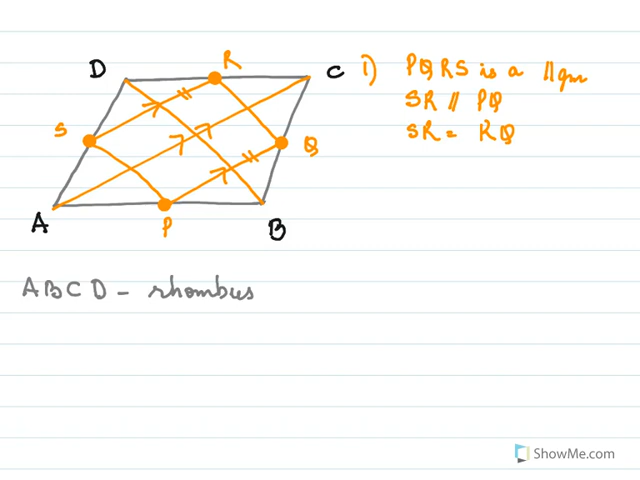 D R C
S Q
A P B
1) PQRS is a ||gm
SR || PQ
SR = RQ
ABCD - rhombus
ShowMe.com